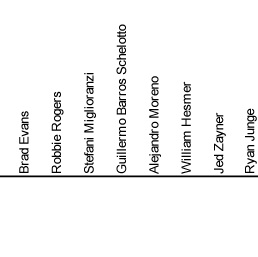 Brad Evans
Robbie Rogers
Stefani Miglioranzi
Guillermo Barros Schelotto
Alejandro Moreno
William Hesmer
Jed Zayner
Ryan Junge